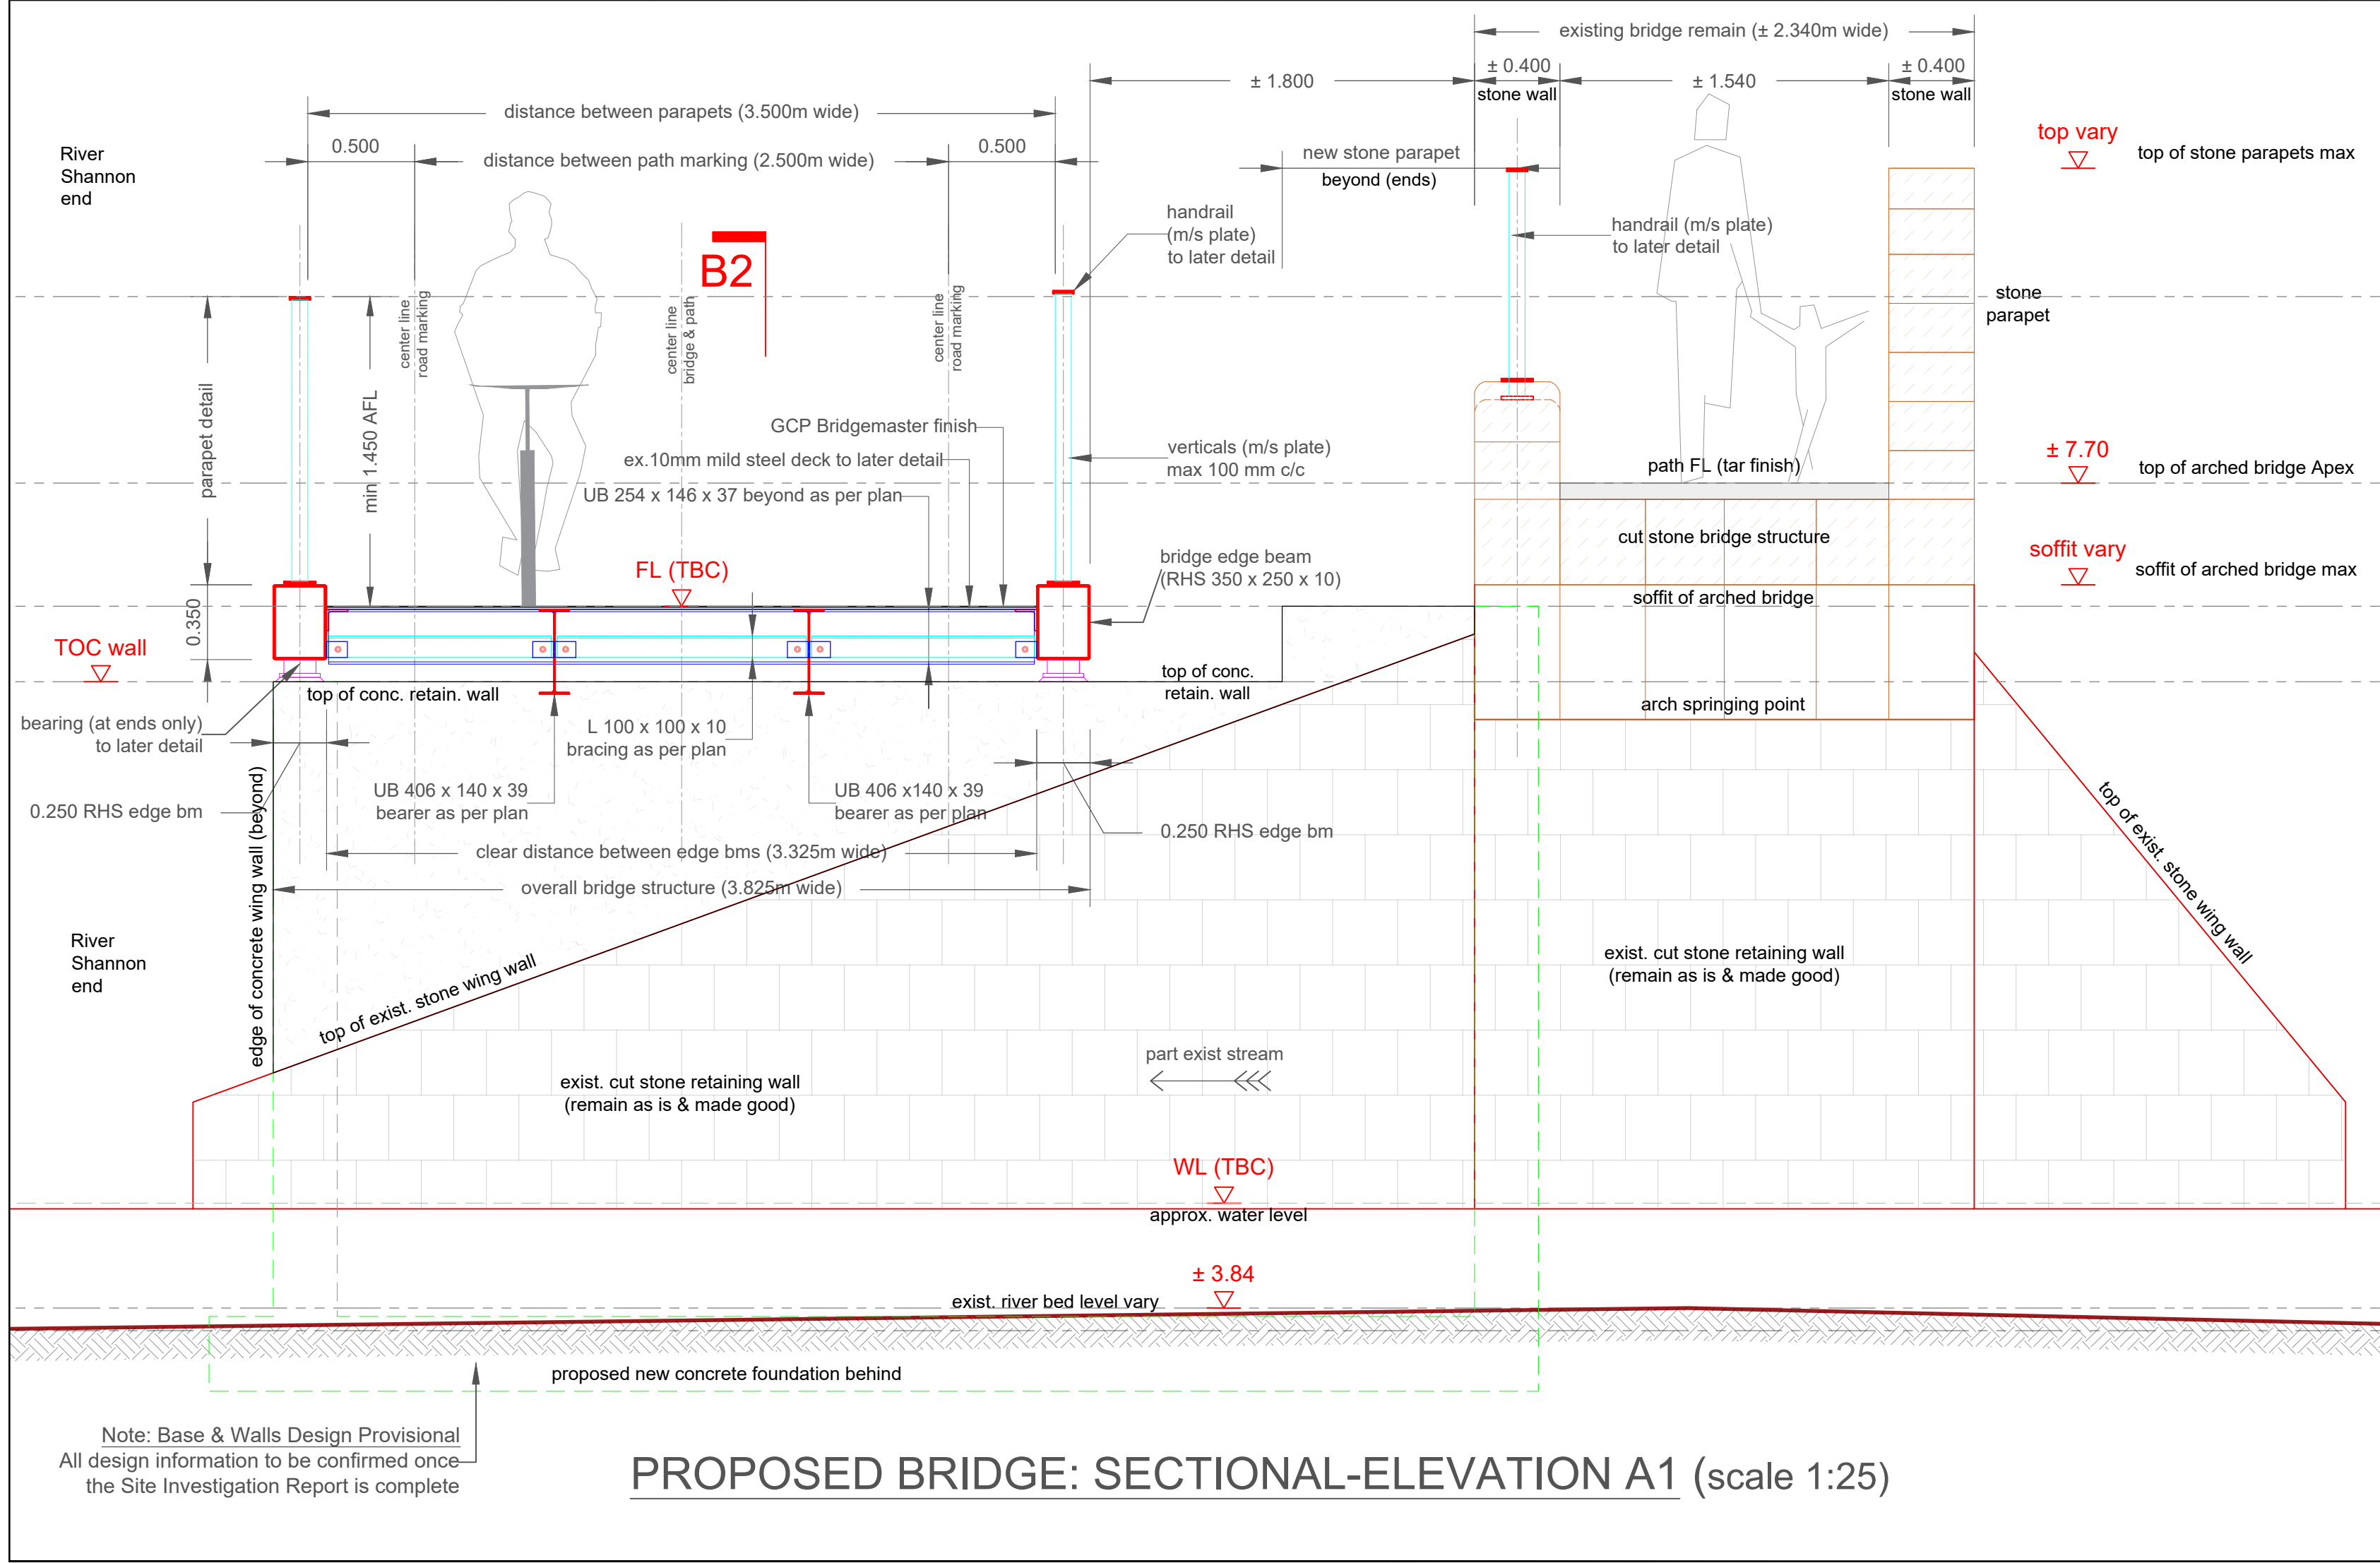 existing bridge remain (± 2.340m wide)
± 0.400
± 1.800
± 1.540
± 0.400
stone wall
stone wall
distance between parapets (3.500m wide)
0.500
distance between path marking (2.500m wide)
0.500
River
Shannon
end
new stone parapet
beyond (ends)
top vary
top of stone parapets max
handrail
(m/s plate)
to later detail
handrail (m/s plate)
to later detail
B2
center line
road marking
center line
bridge & path
center line
road marking
stone
parapet
parapet detail
min 1.450 AFL
GCP Bridgemaster finish
ex.10mm mild steel deck to later detail
UB 254 x 146 x 37 beyond as per plan
verticals (m/s plate)
max 100 mm c/c
path FL (tar finish)
± 7.70
top of arched bridge Apex
cut stone bridge structure
bridge edge beam
(RHS 350 x 250 x 10)
soffit vary
soffit of arched bridge max
FL (TBC)
soffit of arched bridge
0.350
TOC wall
top of conc. retain. wall
top of conc.
retain. wall
arch springing point
bearing (at ends only)
to later detail
L 100 x 100 x 10
bracing as per plan
UB 406 x 140 x 39
bearer as per plan
UB 406 x140 x 39
bearer as per plan
0.250 RHS edge bm
0.250 RHS edge bm
clear distance between edge bms (3.325m wide)
overall bridge structure (3.825m wide)
edge of concrete wing wall (beyond)
top of exist. stone wing wall
top of exist. stone wing wall
River
Shannon
end
exist. cut stone retaining wall
(remain as is & made good)
part exist stream
exist. cut stone retaining wall
(remain as is & made good)
WL (TBC)
approx. water level
± 3.84
exist. river bed level vary
proposed new concrete foundation behind
Note: Base & Walls Design Provisional
All design information to be confirmed once
the Site Investigation Report is complete
PROPOSED BRIDGE: SECTIONAL-ELEVATION A1 (scale 1:25)